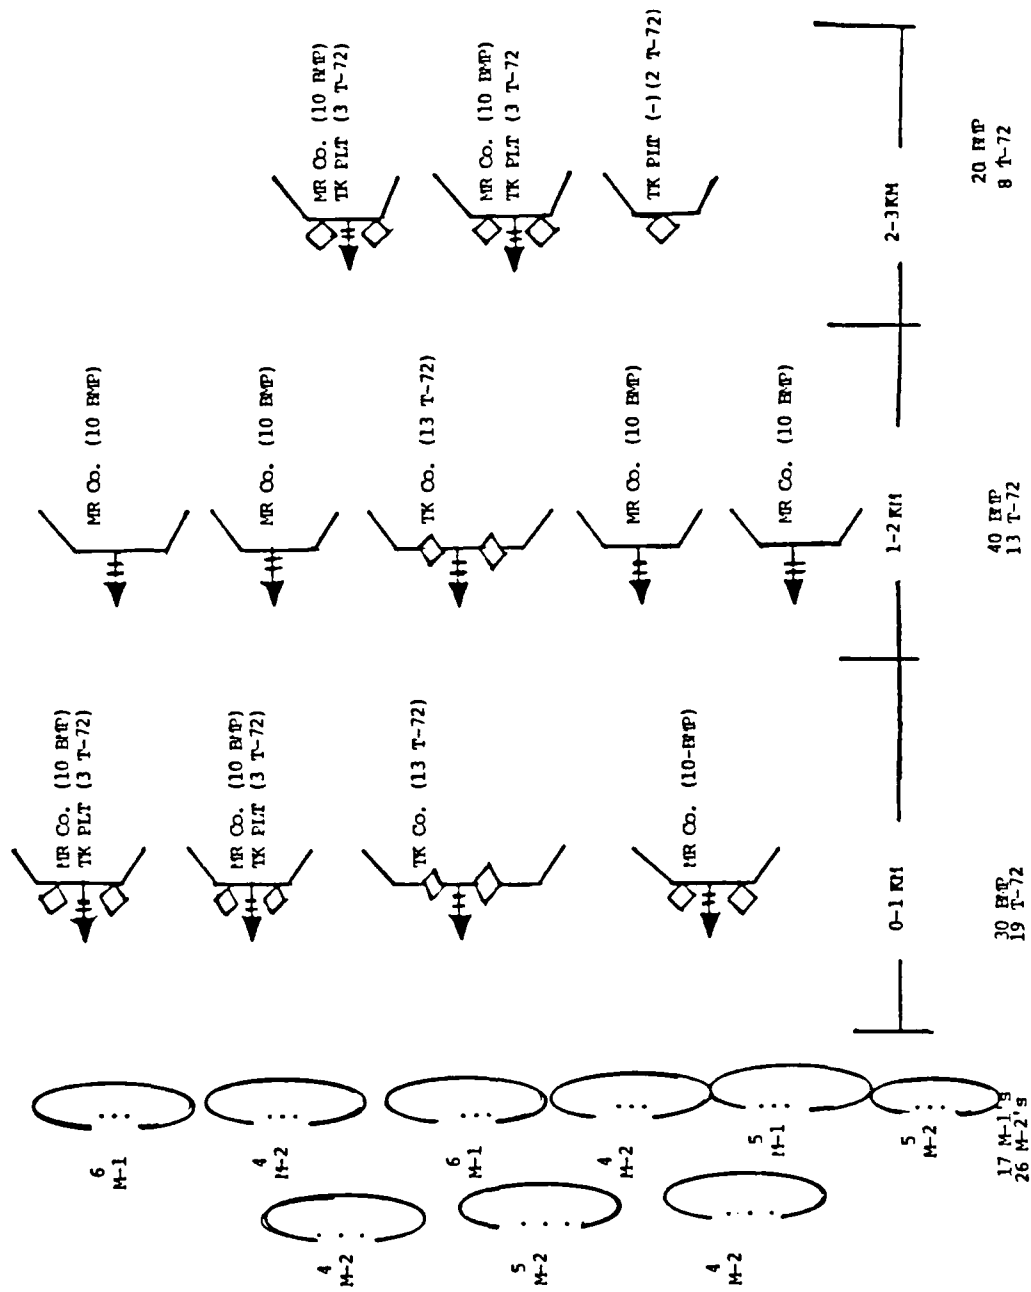 4
M-2
5
M-2
4
M-2
6
M-1
4
M-2
6
M-1
4
M-2
5
M-1
5
M-2
17 M-1's
26 M-2's
MR Co. (10 BMP)
TK PLT (3 T-72)
MR Co. (10 BMP)
TK PLT (3 T-72)
TK Co. (13 T-72)
MR Co. (10-BMP)
0-1 KM
30 BMP
19 T-72
MR Co. (10 BMP)
MR Co. (10 BMP)
TK Co. (13 T-72)
MR Co. (10 BMP)
MR Co. (10 BMP)
1-2 KM
40 BMP
13 T-72
MR Co. (10 BMP)
TK PLT (3 T-72)
MR Co. (10 BMP)
TK PLT (3 T-72
TK PLT (-)(2 T-72)
2-3 KM
20 BMP
8 T-72